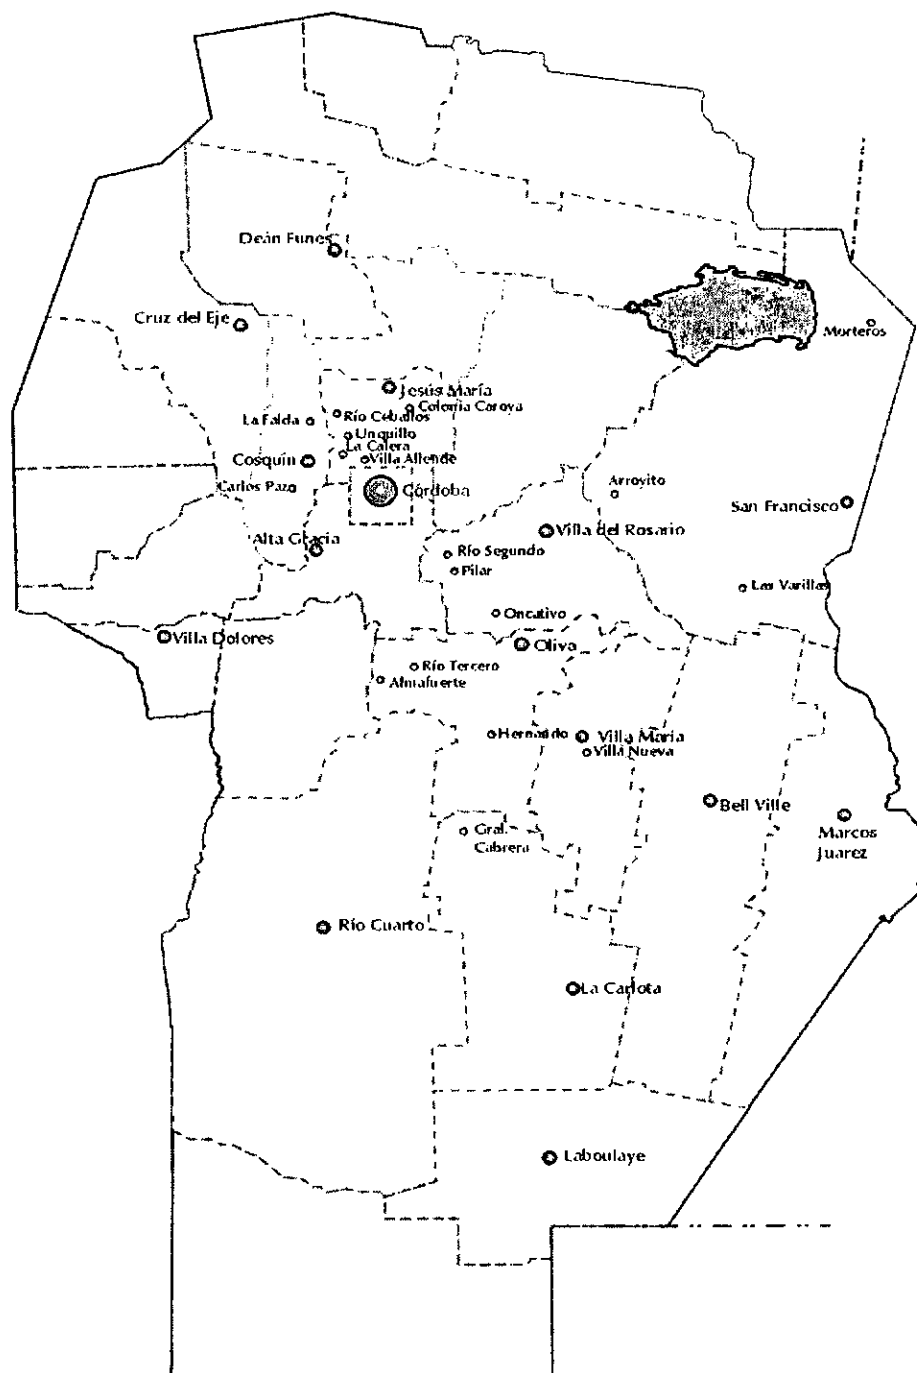 Deán Funes
Cruz del Eje
Morteros
Jesús María
Colonia Caroya
La Falda
Río Ceballos
Unquillo
La Calera
Cosquín
Villa Allende
Carlos Paz
Córdoba
Arroyito
San Francisco
Alta Gracia
Villa del Rosario
Río Segundo
Pilar
Las Varillas
Oncativo
Villa Dolores
Oliva
Río Tercero
Almafuerte
Hernando
Villa María
Villa Nueva
Bell Ville
Marcos
Juarez
Gral.
Cabrera
Río Cuarto
La Carlota
Laboulaye